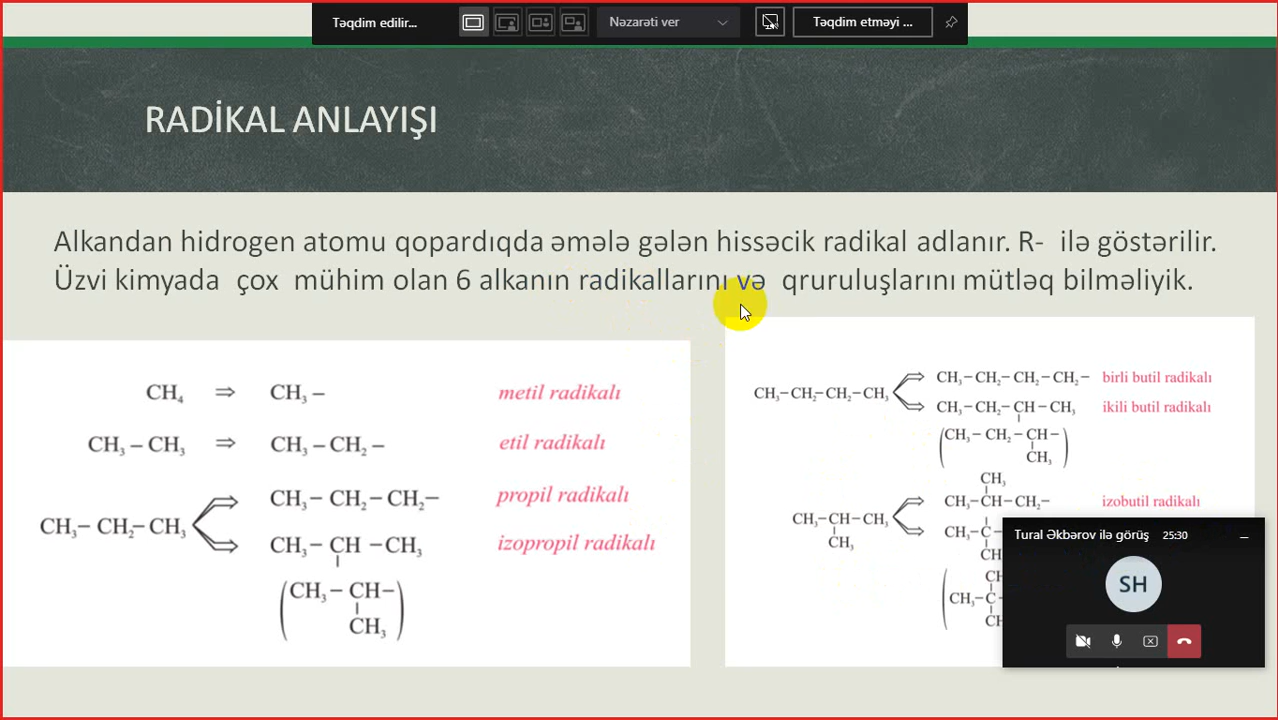 Təqdim edilir...
Nəzarəti ver
Təqdim etməyi ...
RADİKAL ANLAYIŞI
Alkandan hidrogen atomu qopardıqda əmələ gələn hissəcik radikal adlanır. R- ilə göstərilir.
Üzvi kimyada çox mühim olan 6 alkanın radikallarını və qruruluşlarını mütləq bilməliyik.
CH₄ ⇒ CH₃ – metil radikalı
CH₃ – CH₃ ⇒ CH₃ – CH₂ – etil radikalı
CH₃ – CH₂ – CH₂ – propil radikalı
CH₃ – CH₂ – CH₃
CH₃ – CH – CH₃ izopropil radikalı
(CH₃ – CH –
CH₃)
CH₃ – CH₂ – CH₂ – CH₂ – birli butil radikalı
CH₃ – CH₂ – CH₂ – CH₃
CH₃ – CH₂ – CH – CH₃ ikili butil radikalı
(CH₃ – CH₂ – CH –
CH₃)
CH₃
CH₃ – CH – CH₂ – izobutil radikalı
CH₃ – CH – CH₃
CH₃
CH₃ – C –
CH₃ – C
Tural Əkbərov ilə görüş 25:30
SH